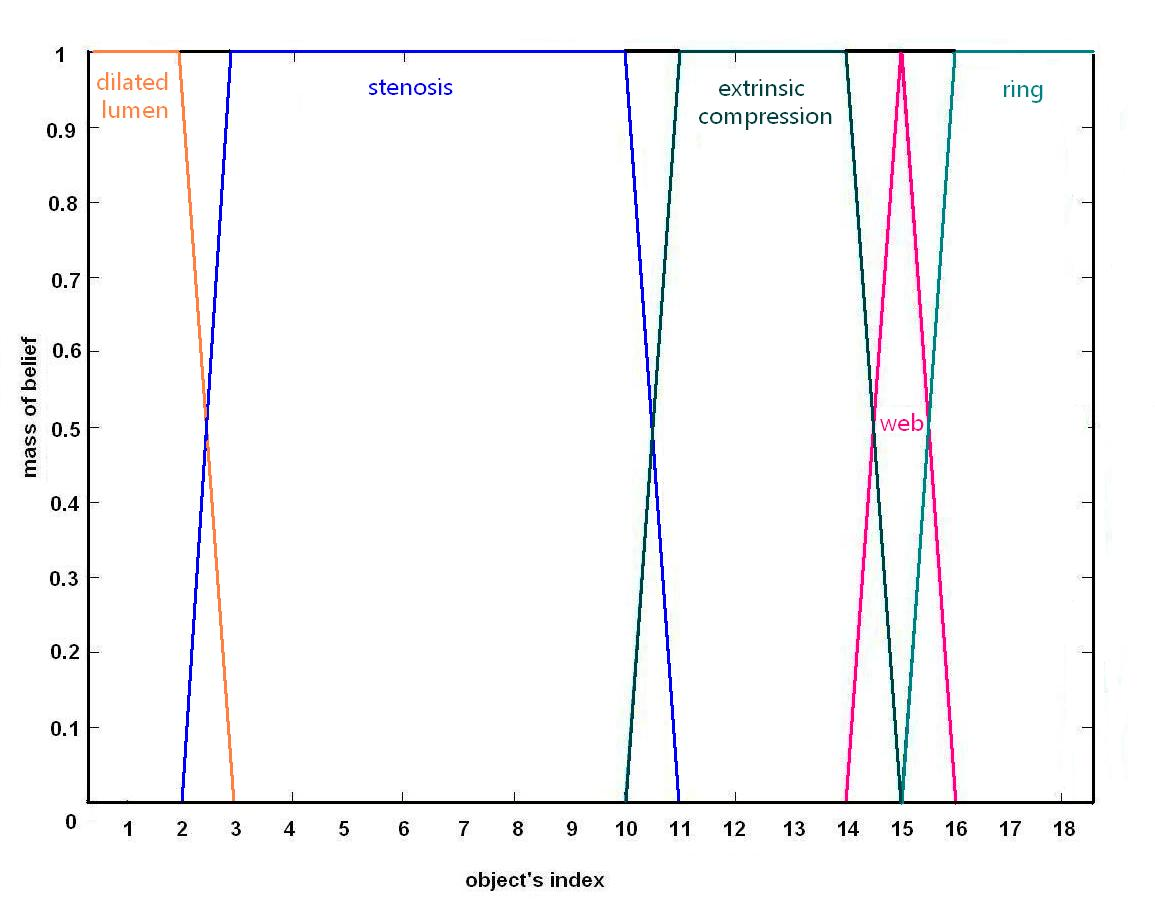 1
dilated
lumen
stenosis
extrinsic
compression
ring
0.9
0.8
0.7
0.6
0.5
web
0.4
0.3
0.2
0.1
0
1 2 3 4 5 6 7 8 9 10 11 12 13 14 15 16 17 18
mass of belief
object's index